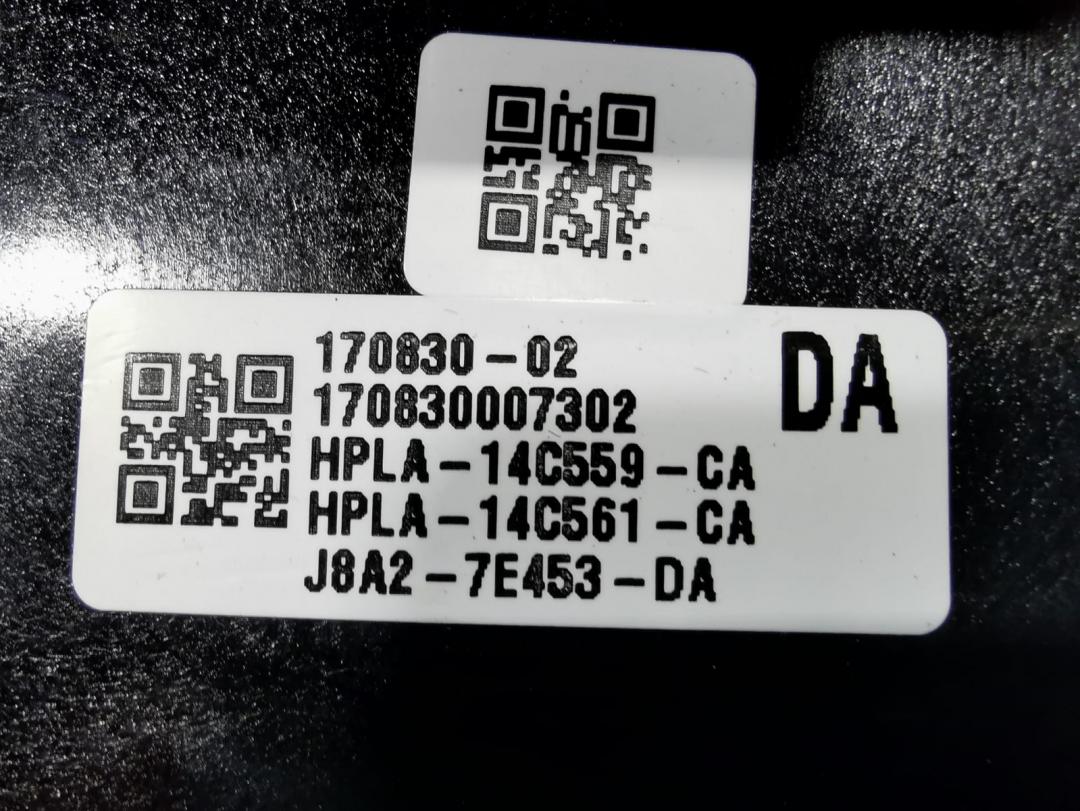 170830-02
DA
170830007302
HPLA-14C559-CA
HPLA-14C561-CA
J8A2-7E453-DA